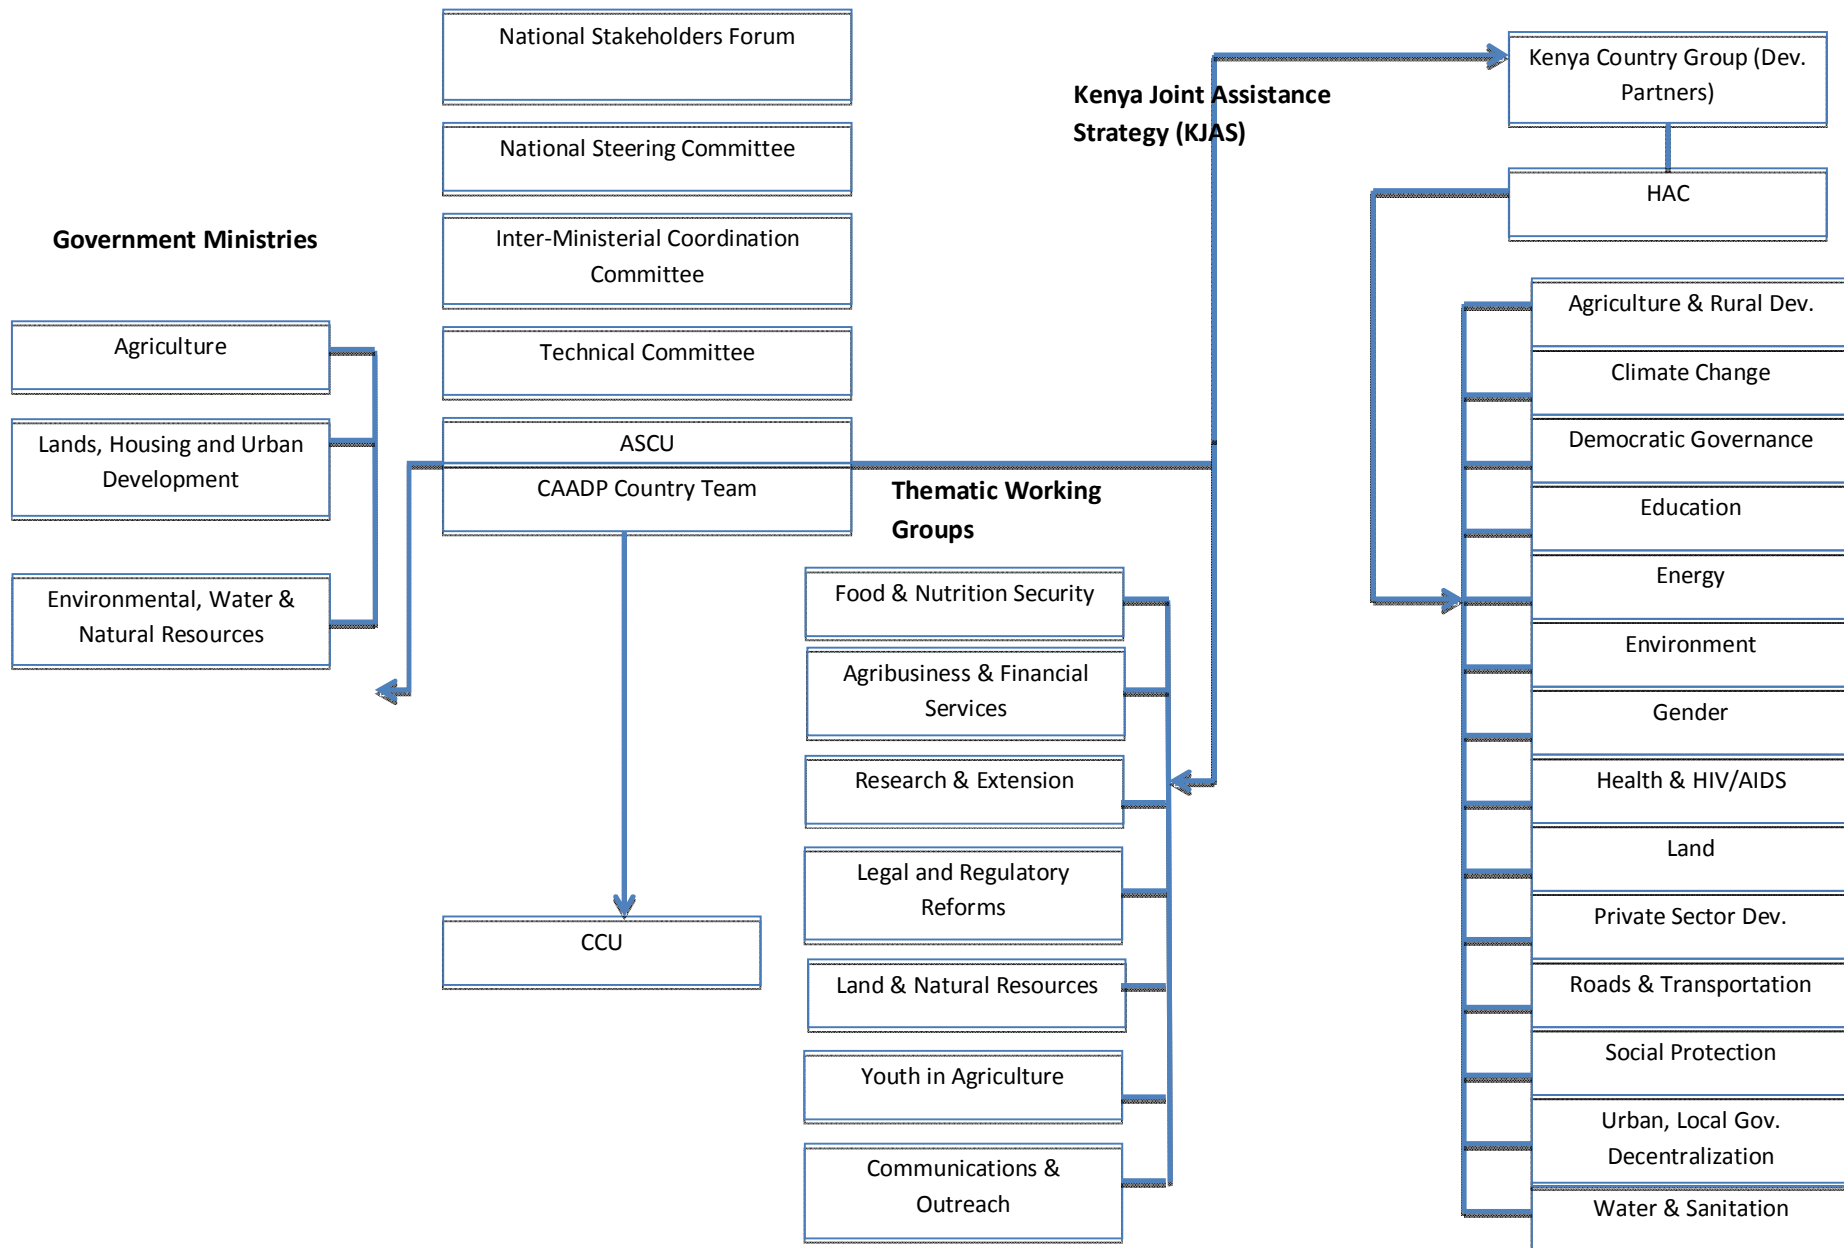 National Stakeholders Forum
National Steering Committee
Inter-Ministerial Coordination
Committee
Technical Committee
ASCU
CAADP Country Team
CCU
Government Ministries
Agriculture
Lands, Housing and Urban
Development
Environmental, Water &
Natural Resources
Thematic Working
Groups
Food & Nutrition Security
Agribusiness & Financial
Services
Research & Extension
Legal and Regulatory
Reforms
Land & Natural Resources
Youth in Agriculture
Communications &
Outreach
Kenya Joint Assistance
Strategy (KJAS)
Kenya Country Group (Dev.
Partners)
HAC
Agriculture & Rural Dev.
Climate Change
Democratic Governance
Education
Energy
Environment
Gender
Health & HIV/AIDS
Land
Private Sector Dev.
Roads & Transportation
Social Protection
Urban, Local Gov.
Decentralization
Water & Sanitation